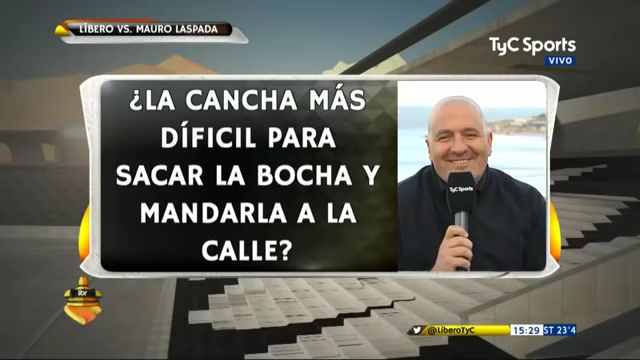 LÍBERO VS. MAURO LASPADA
TyC Sports
VIVO
¿LA CANCHA MÁS
DÍFICIL PARA
SACAR LA BOCHA Y
MANDARLA A LA
CALLE?
TyC Sports
@LiberoTyC
15:29
ST 23'4